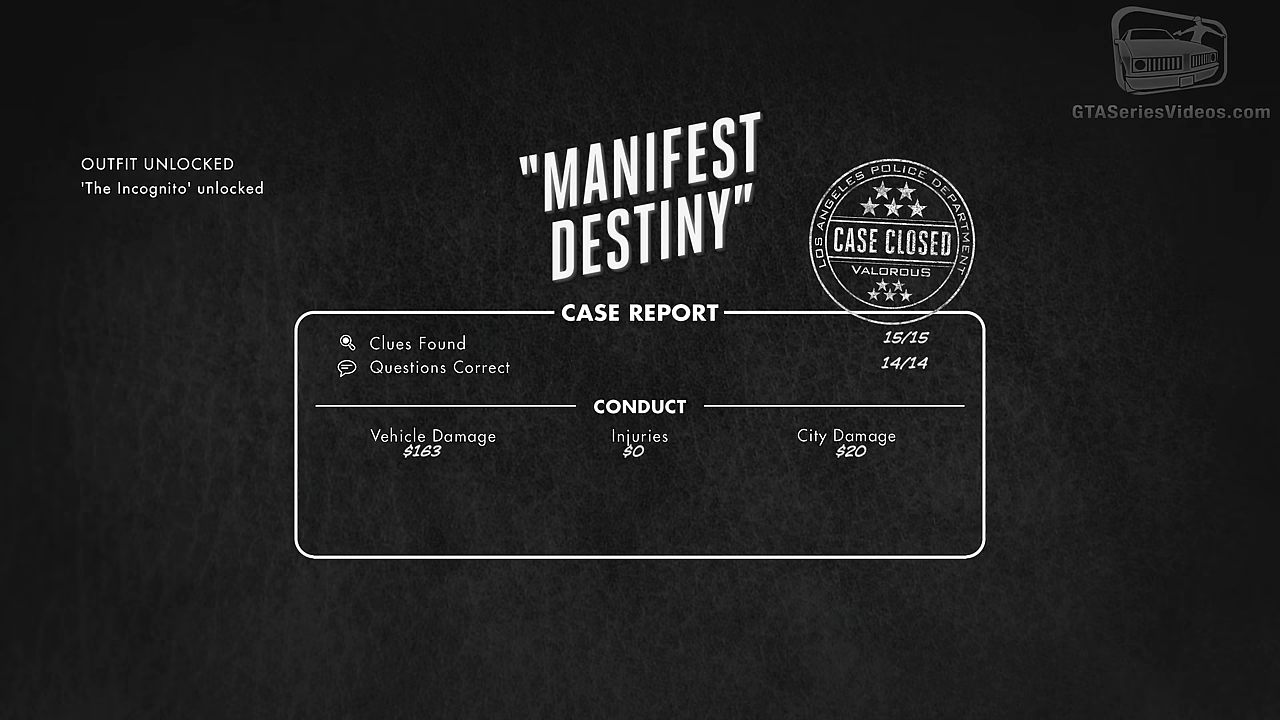 GTASeriesVideos.com
OUTFIT UNLOCKED
'The Incognito' unlocked
"MANIFEST
DESTINY"
LOS ANGELES POLICE DEPARTMENT
CASE CLOSED
VALOROUS
CASE REPORT
Clues Found 15/15
Questions Correct 14/14
CONDUCT
Vehicle Damage Injuries City Damage
$163 $0 $20